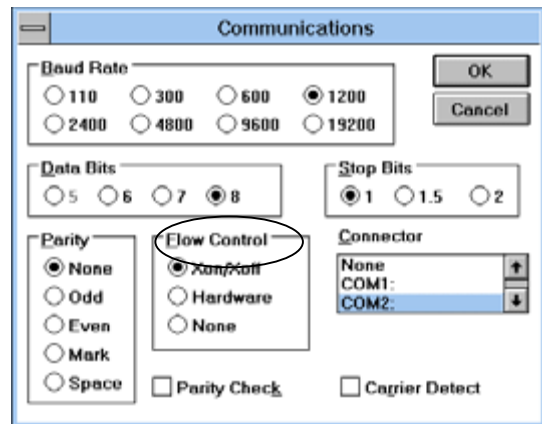 Communications
Baud Rate
110 300 600 1200
2400 4800 9600 19200
OK
Cancel
Data Bits
5 6 7 8
Stop Bits
1 1.5 2
Parity
None
Odd
Even
Mark
Space
Flow Control
Xon/Xoff
Hardware
None
Connector
None
COM1:
COM2:
Parity Check
Carrier Detect